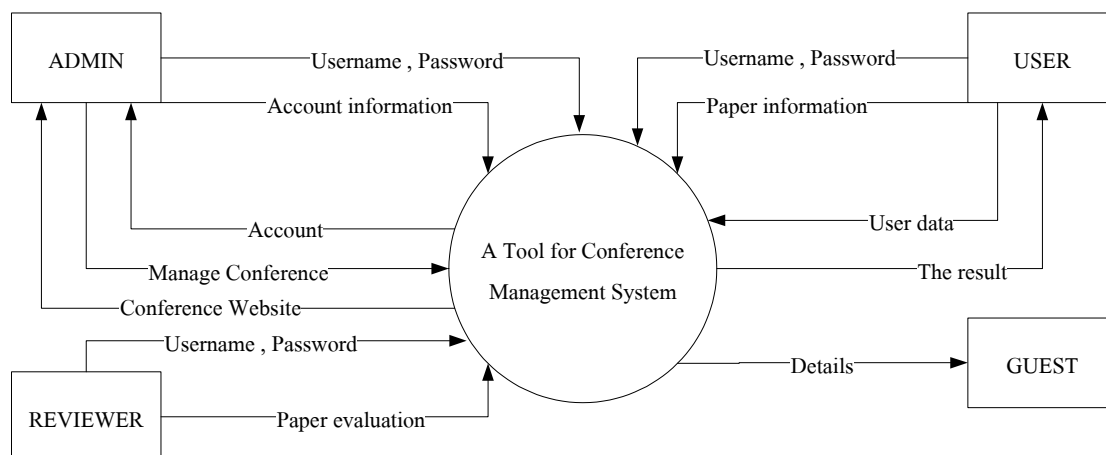 ADMIN
Username , Password
Username , Password
USER
Account information
Paper information
Account
User data
A Tool for Conference
Management System
Manage Conference
The result
Conference Website
Username , Password
Details
GUEST
REVIEWER
Paper evaluation